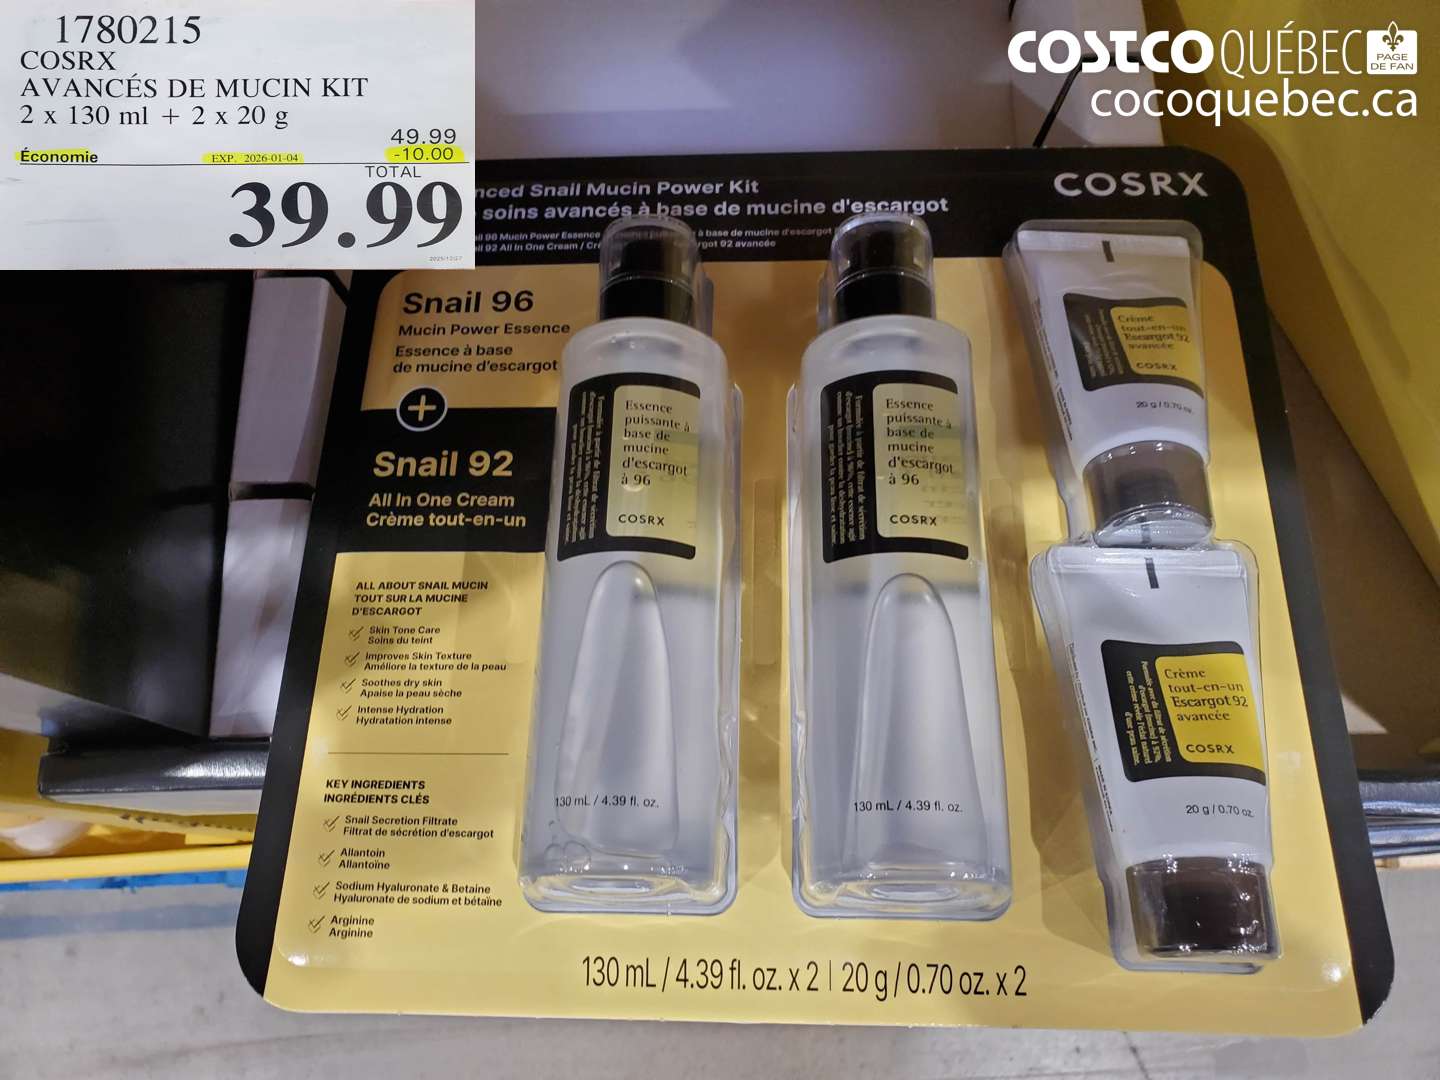 1780215
COSRX
AVANCÉS DE MUCIN KIT
2 x 130 ml + 2 x 20 g
49.99
Économie EXP. 2026-01-04 -10.00
TOTAL
39.99
COSTCO QUÉBEC PAGE DE FAN
cocoquebec.ca
nced Snail Mucin Power Kit
soins avancés à base de mucine d'escargot
COSRX
Snail 96
Mucin Power Essence
Essence à base
de mucine d'escargot
+
Snail 92
All In One Cream
Crème tout-en-un
ALL ABOUT SNAIL MUCIN
TOUT SUR LA MUCINE
D'ESCARGOT
Skin Tone Care
Soins du teint
Improves Skin Texture
Améliore la texture de la peau
Soothes dry skin
Apaise la peau sèche
Intense Hydration
Hydratation intense
KEY INGREDIENTS
INGRÉDIENTS CLÉS
Snail Secretion Filtrate
Filtrat de sécrétion d'escargot
Allantoin
Allantoïne
Sodium Hyaluronate & Betaine
Hyaluronate de sodium et bétaïne
Arginine
Arginine
Essence
puissante à
base de
mucine
d'escargot
à 96
COSRX
130 mL / 4.39 fl. oz.
Essence
puissante à
base de
mucine
d'escargot
à 96
COSRX
130 mL / 4.39 fl. oz.
Crème
tout-en-un
Escargot 92
avancée
COSRX
20 g / 0.70 oz.
Crème
tout-en-un
Escargot 92
avancée
COSRX
20 g / 0.70 oz.
130 mL / 4.39 fl. oz. x 2 | 20 g / 0.70 oz. x 2